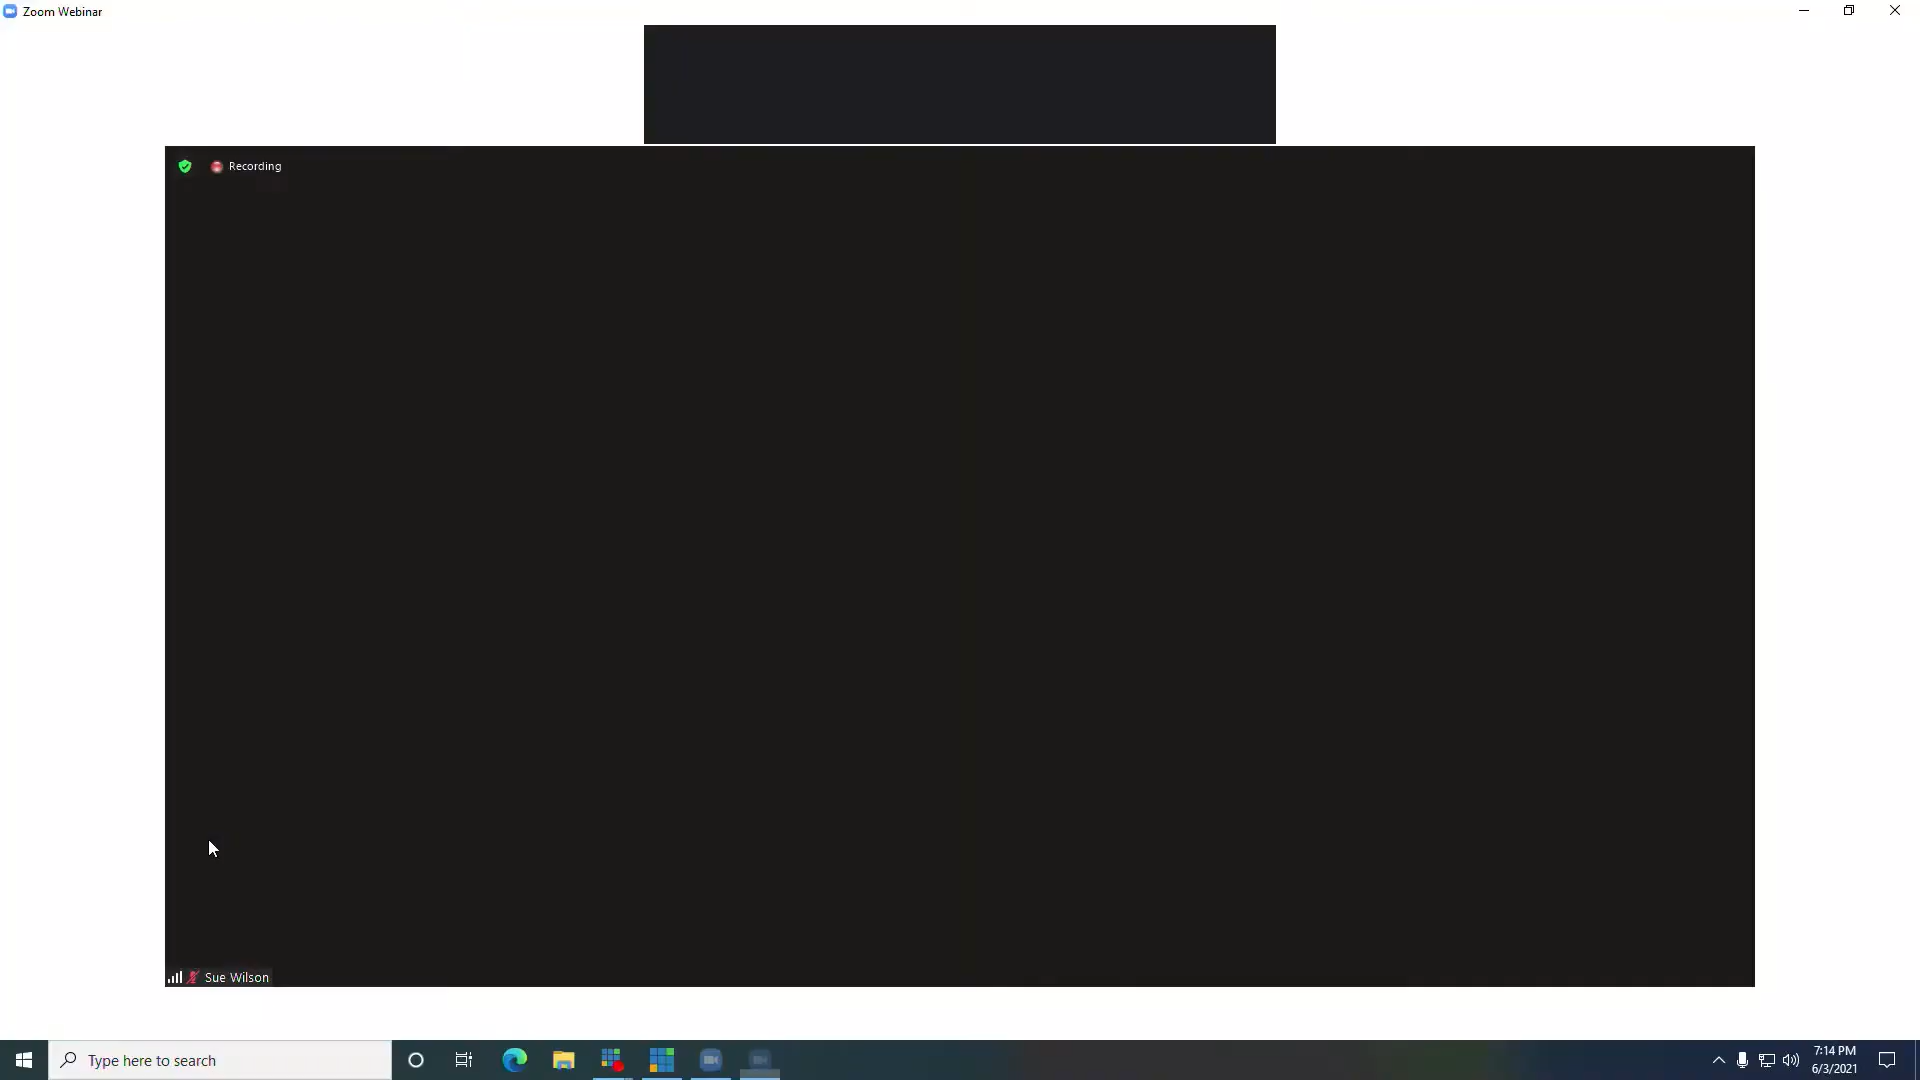 Zoom Webinar
Recording
Sue Wilson
Type here to search
7:14 PM
6/3/2021